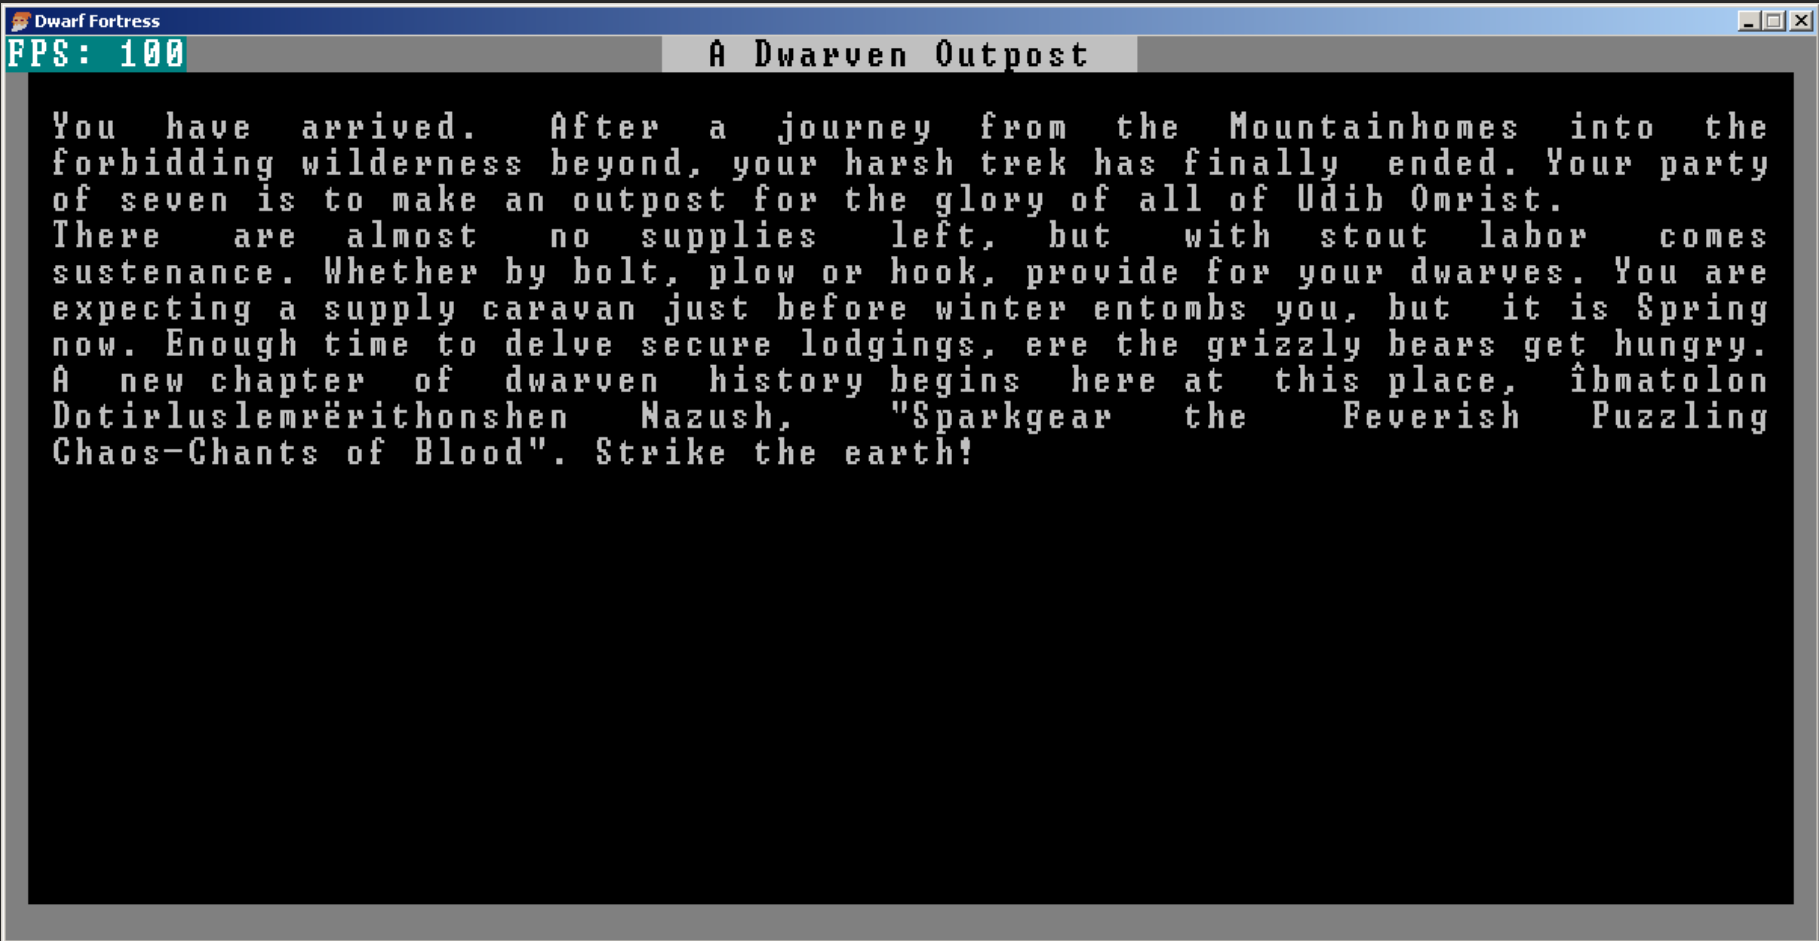 Dwarf Fortress
FPS: 100
A Dwarven Outpost
You have arrived. After a journey from the Mountainhomes into the
forbidding wilderness beyond, your harsh trek has finally ended. Your party
of seven is to make an outpost for the glory of all of Udib Omrist.
There are almost no supplies left, but with stout labor comes
sustenance. Whether by bolt, plow or hook, provide for your dwarves. You are
expecting a supply caravan just before winter entombs you, but it is Spring
now. Enough time to delve secure lodgings, ere the grizzly bears get hungry.
A new chapter of dwarven history begins here at this place, îbmatolon
Dotirluslemrërithonshen Nazush, "Sparkgear the Feverish Puzzling
Chaos-Chants of Blood". Strike the earth!